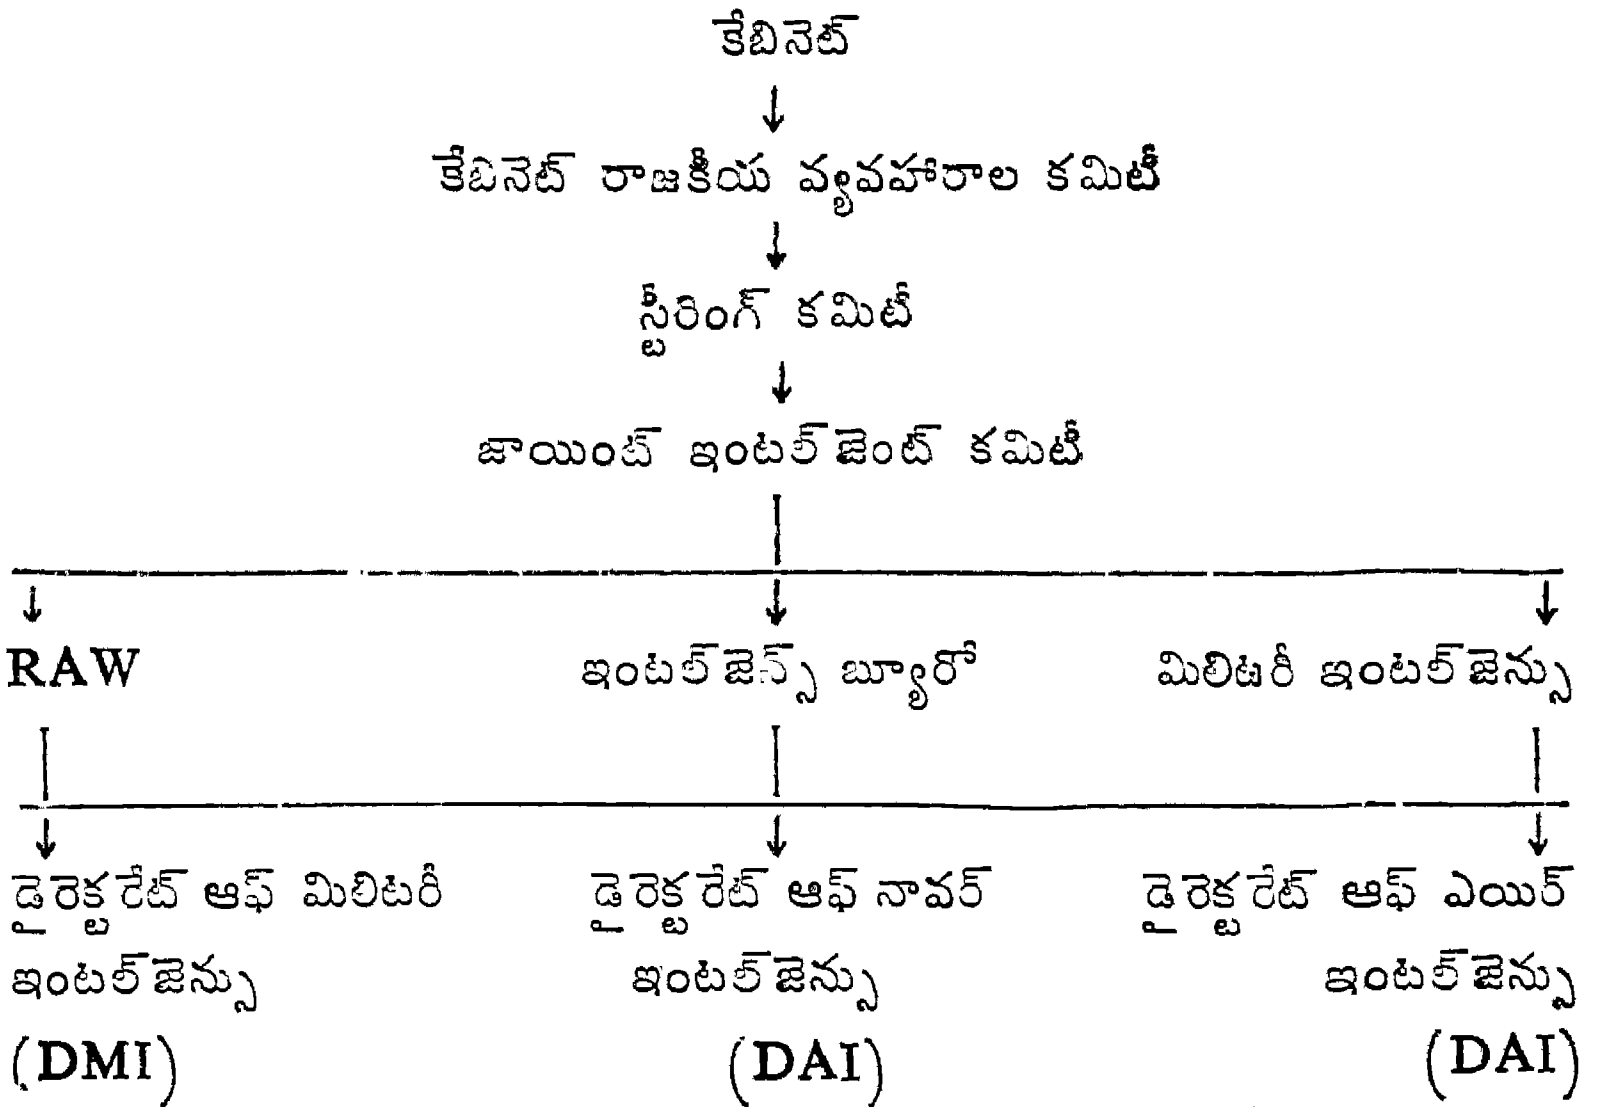 కేబినెట్
కేబినెట్ రాజకీయ వ్యవహారాల కమిటీ
స్టీరింగ్ కమిటీ
జాయింట్ ఇంటల్‌జెంట్ కమిటీ
RAW ఇంటల్‌జెన్స్ బ్యూరో మిలిటరీ ఇంటల్‌జెన్సు
డైరెక్టరేట్ ఆఫ్ మిలిటరీ డైరెక్టరేట్ ఆఫ్ నావల్ డైరెక్టరేట్ ఆఫ్ ఎయిర్
ఇంటల్‌జెన్సు ఇంటల్‌జెన్సు ఇంటల్‌జెన్సు
(DMI) (DAI) (DAI)